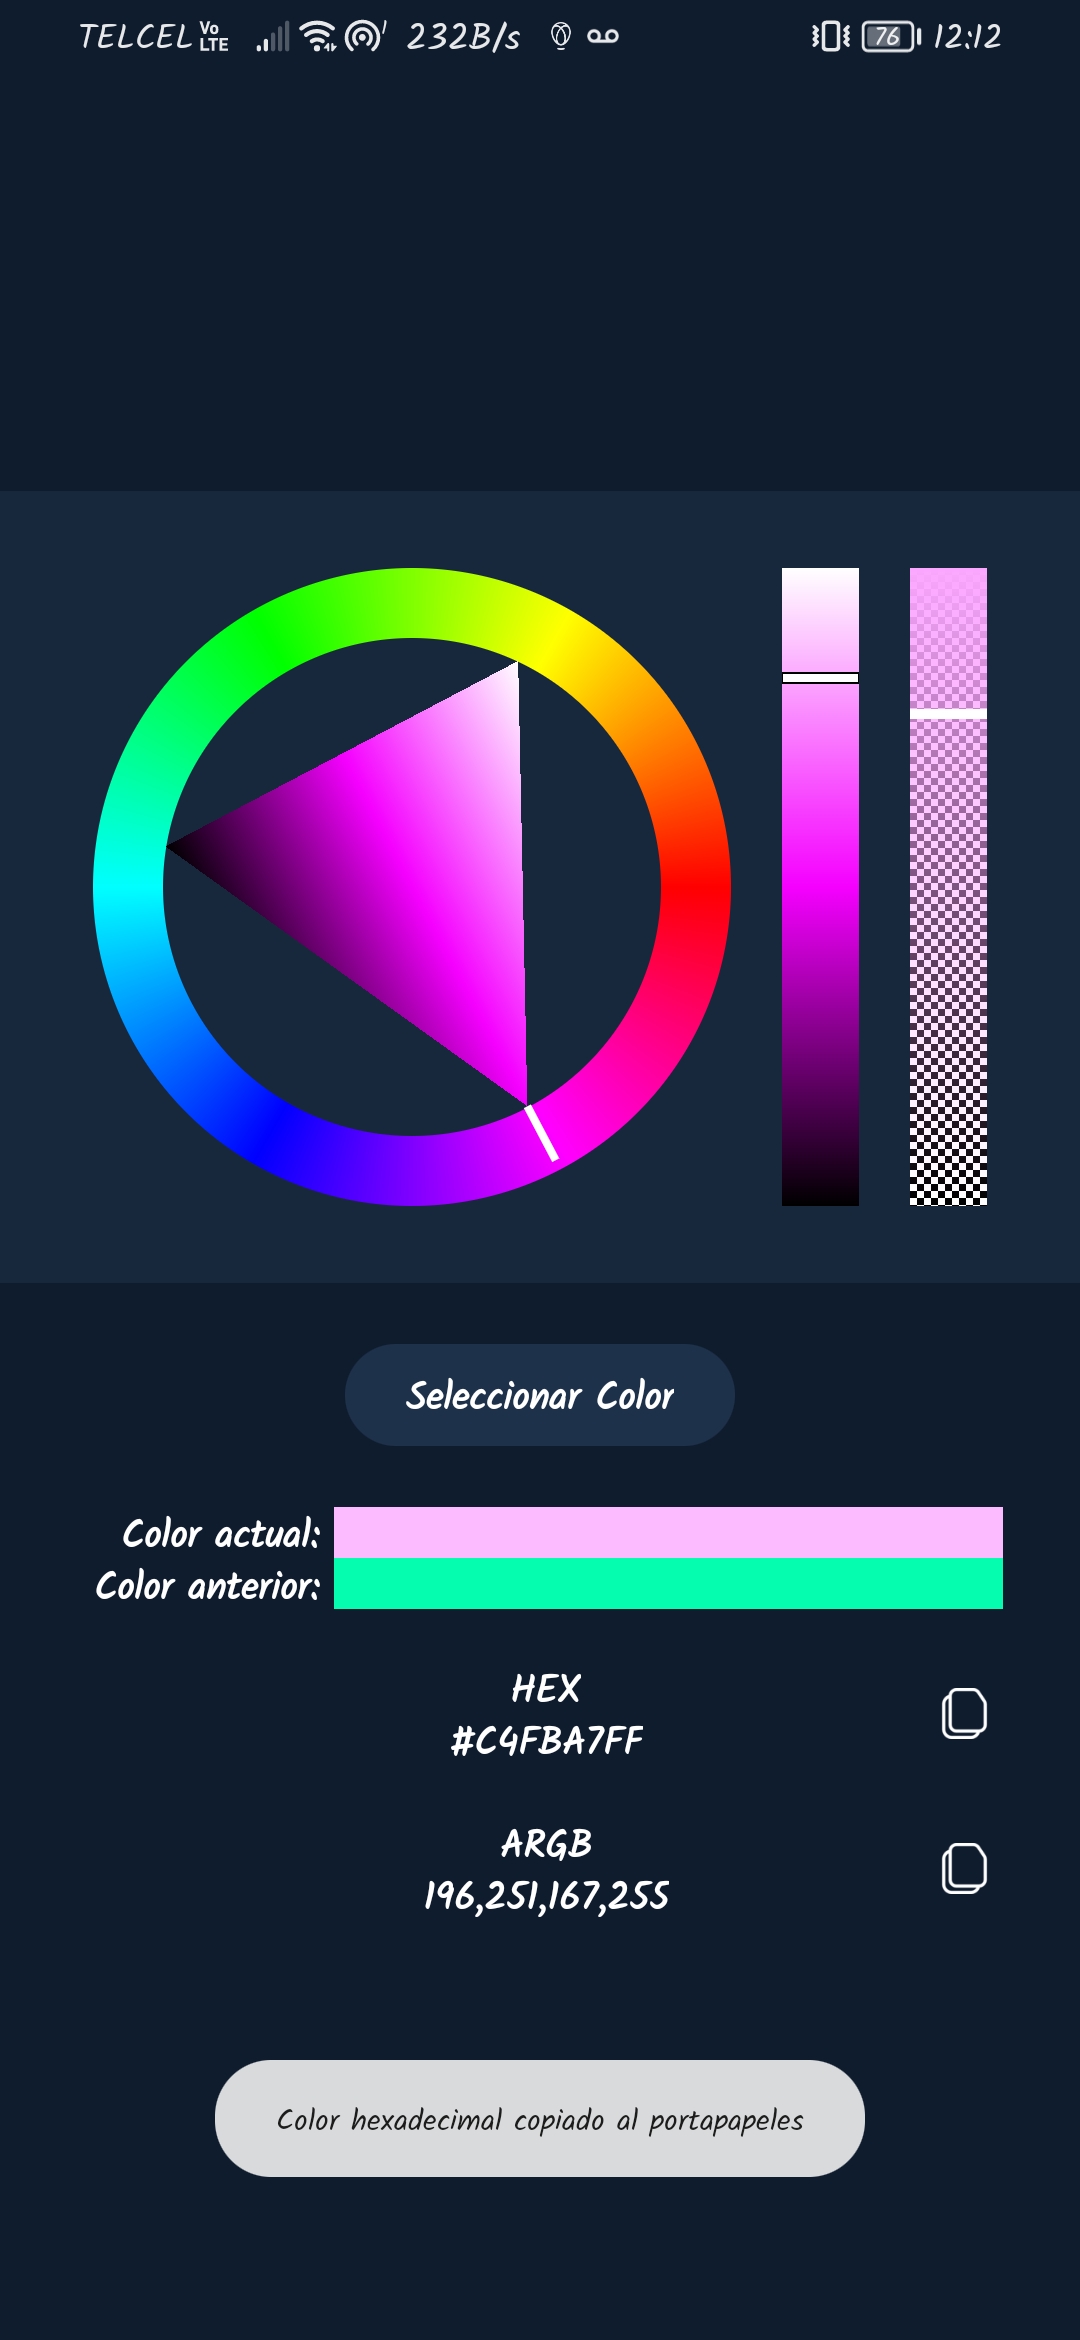 TELCEL Vo LTE 232B/s 76 12:12
Seleccionar Color
Color actual:
Color anterior:
HEX
#C4FBA7FF
ARGB
196,251,167,255
Color hexadecimal copiado al portapapeles